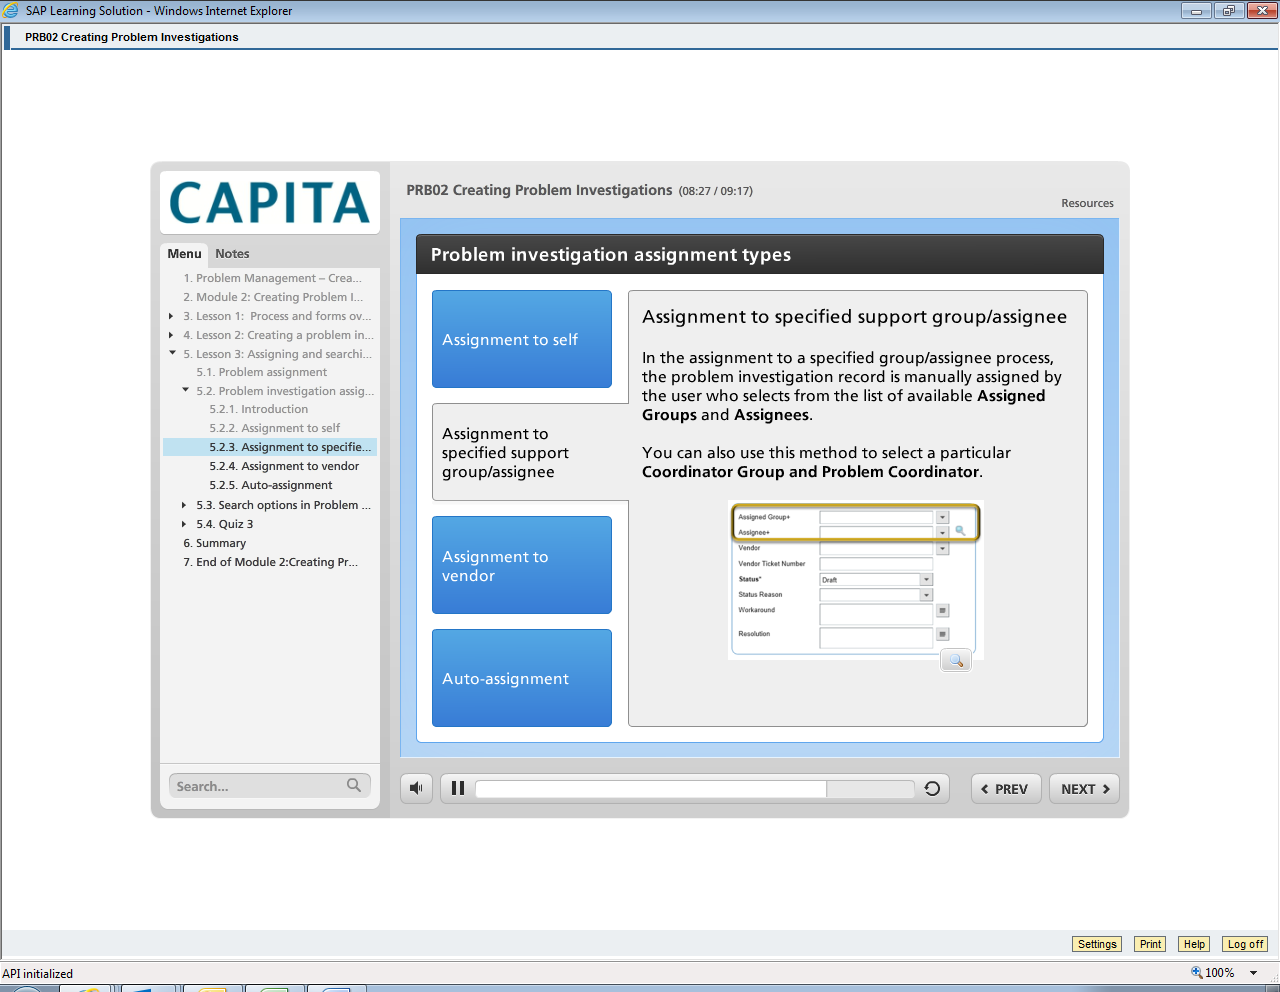 SAP Learning Solution - Windows Internet Explorer
PRB02 Creating Problem Investigations
CAPITA
PRB02 Creating Problem Investigations (08:27 / 09:17)
Resources
Menu
Notes
1. Problem Management – Crea...
2. Module 2: Creating Problem I...
3. Lesson 1: Process and forms ov...
4. Lesson 2: Creating a problem in...
5. Lesson 3: Assigning and searchi...
5.1. Problem assignment
5.2. Problem investigation assig...
5.2.1. Introduction
5.2.2. Assignment to self
5.2.3. Assignment to specifie...
5.2.4. Assignment to vendor
5.2.5. Auto-assignment
5.3. Search options in Problem ...
5.4. Quiz 3
6. Summary
7. End of Module 2:Creating Pr...
Search...
Problem investigation assignment types
Assignment to self
Assignment to
specified support
group/assignee
Assignment to
vendor
Auto-assignment
Assignment to specified support group/assignee
In the assignment to a specified group/assignee process,
the problem investigation record is manually assigned by
the user who selects from the list of available Assigned
Groups and Assignees.
You can also use this method to select a particular
Coordinator Group and Problem Coordinator.
Assigned Group+
Assignee+
Vendor
Vendor Ticket Number
Status* Draft
Status Reason
Workaround
Resolution
PREV
NEXT
Settings
Print
Help
Log off
API initialized
100%